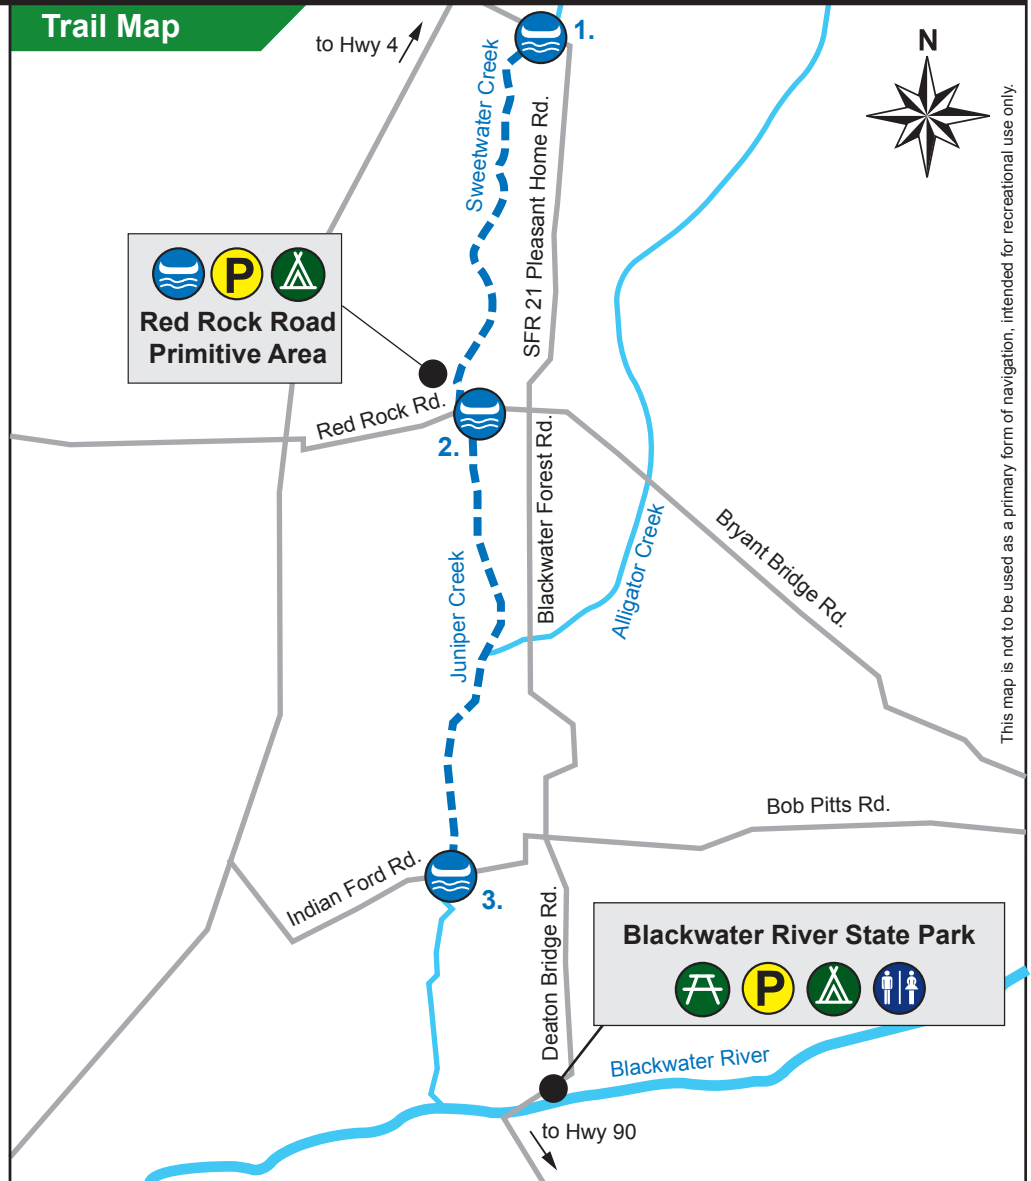 Trail Map
to Hwy 4
1.
N
Sweetwater Creek
SFR 21 Pleasant Home Rd.
This map is not to be used as a primary form of navigation, intended for recreational use only.
P
Red Rock Road
Primitive Area
Red Rock Rd.
2.
Blackwater Forest Rd.
Alligator Creek
Bryant Bridge Rd.
Juniper Creek
Bob Pitts Rd.
Indian Ford Rd.
3.
Deaton Bridge Rd.
Blackwater River State Park
P
Blackwater River
to Hwy 90